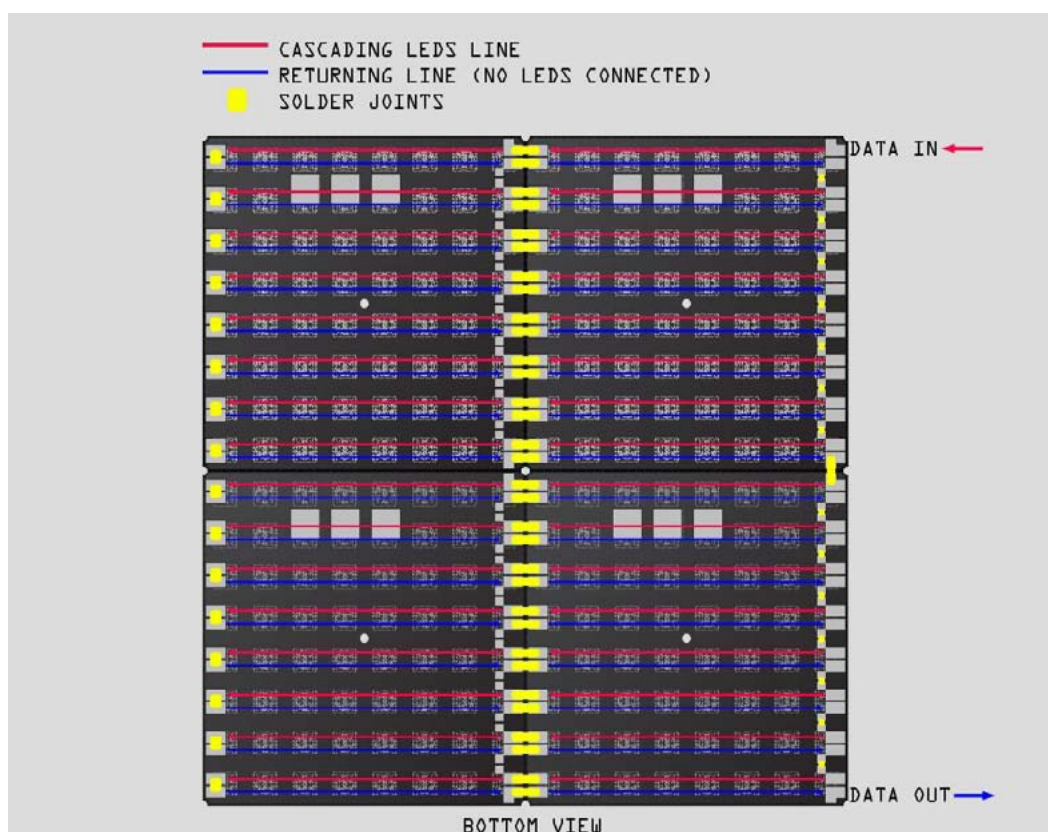 CASCADING LEDS LINE
RETURNING LINE (NO LEDS CONNECTED)
SOLDER JOINTS
DATA IN
DATA OUT
BOTTOM VIEW